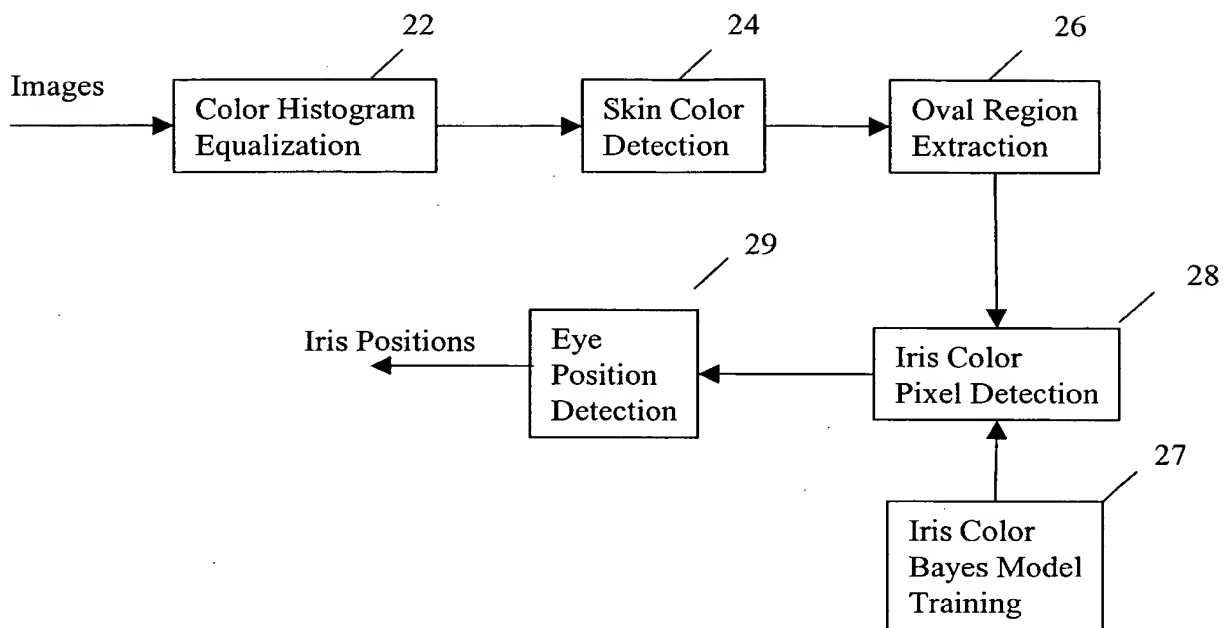 22
24
26
Images
Color Histogram
Equalization
Skin Color
Detection
Oval Region
Extraction
29
28
Iris Positions
Eye
Position
Detection
Iris Color
Pixel Detection
27
Iris Color
Bayes Model
Training